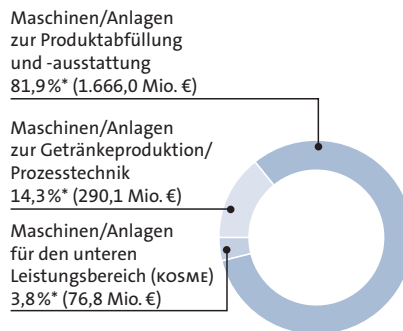 Maschinen/Anlagen
zur Produktabfüllung
und -ausstattung
81,9%* (1.666,0 Mio. €)
Maschinen/Anlagen
zur Getränkeproduktion/
Prozesstechnik
14,3%* (290,1 Mio. €)
Maschinen/Anlagen
für den unteren
Leistungsbereich (KOSME)
3,8%* (76,8 Mio. €)